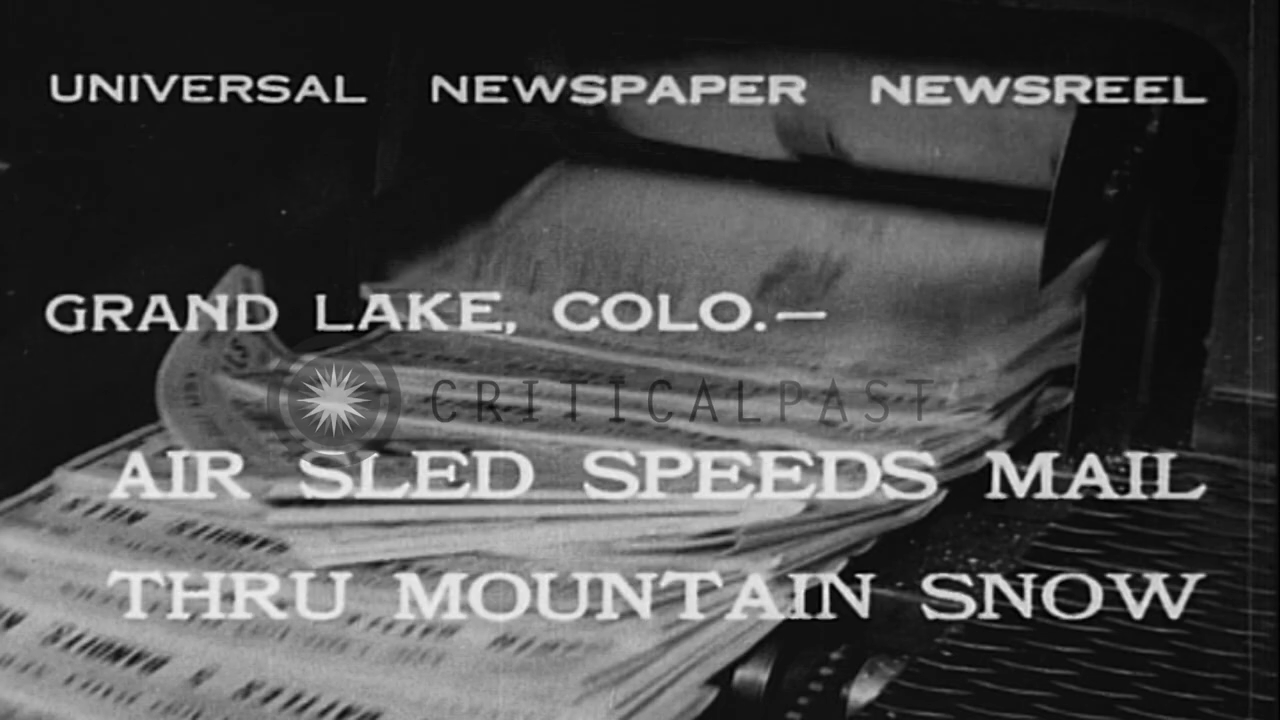 UNIVERSAL NEWSPAPER NEWSREEL
GRAND LAKE, COLO.—
CRITICALPAST
AIR SLED SPEEDS MAIL
THRU MOUNTAIN SNOW